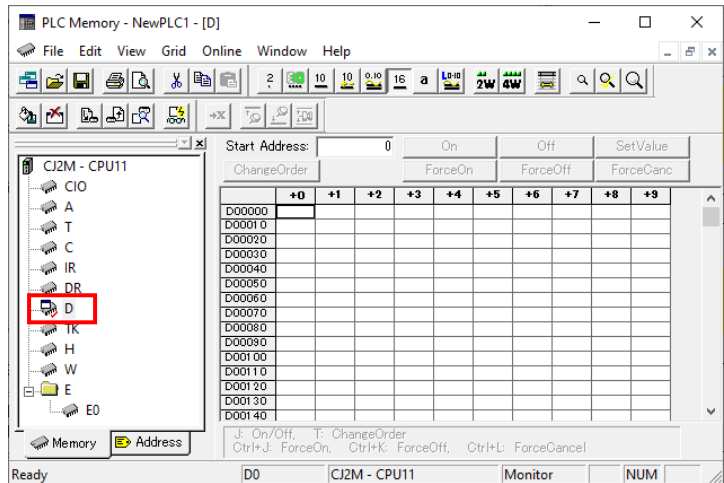 PLC Memory - NewPLC1 - [D]
File Edit View Grid Online Window Help
2 10 10 0.10 16 a L0-10 2W 4W
Start Address: 0 On Off SetValue
ChangeOrder ForceOn ForceOff ForceCanc
CJ2M - CPU11
CIO
A
T
C
IR
DR
D
TK
H
W
E
E0
Memory Address
+0 +1 +2 +3 +4 +5 +6 +7 +8 +9
D00000
D00010
D00020
D00030
D00040
D00050
D00060
D00070
D00080
D00090
D00100
D00110
D00120
D00130
D00140
J: On/Off, T: ChangeOrder
Ctrl+J: ForceOn, Ctrl+K: ForceOff, Ctrl+L: ForceCancel
Ready D0 CJ2M - CPU11 Monitor NUM